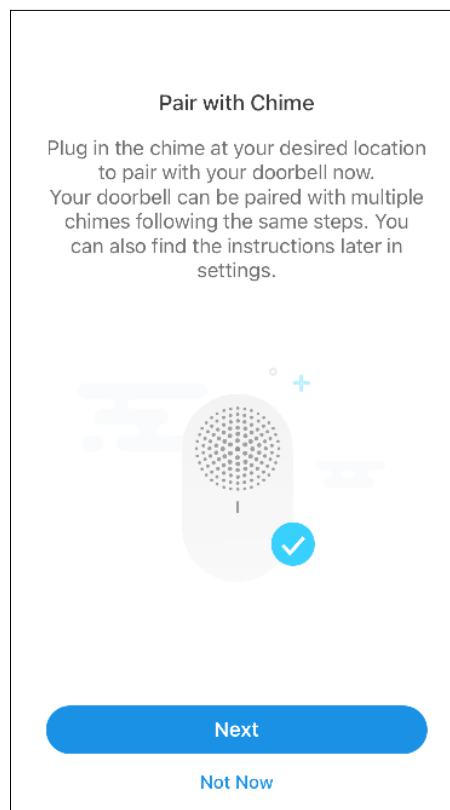 Pair with Chime
Plug in the chime at your desired location
to pair with your doorbell now.
Your doorbell can be paired with multiple
chimes following the same steps. You
can also find the instructions later in
settings.
Next
Not Now